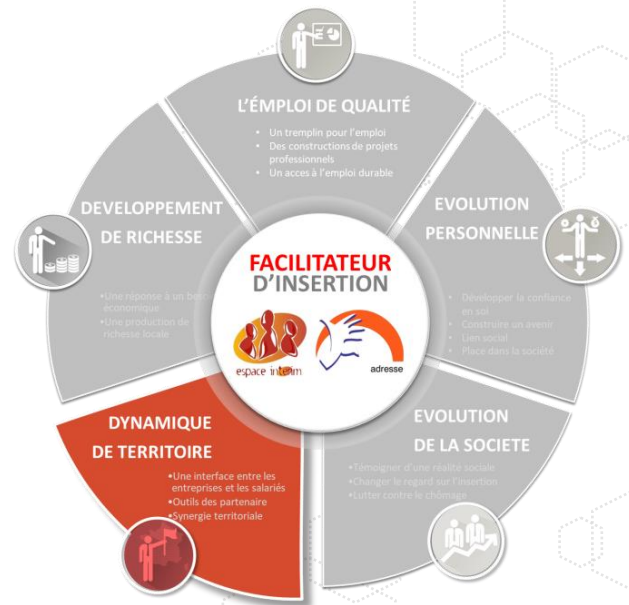 L'ÉMPLOI DE QUALITÉ
• Un tremplin pour l'emploi
• Des constructions de projets
professionnels
• Un acces à l'emploi durable
EVOLUTION
PERSONNELLE
• Développer la confiance
en soi
• Construire un avenir
• Lien social
• Place dans la société
EVOLUTION
DE LA SOCIETE
•Témoigner d'une réalité sociale
•Changer le regard sur l'insertion
•Lutter contre le chômage
DYNAMIQUE
DE TERRITOIRE
•Une interface entre les
entreprises et les salariés
•Outils des partenaire
•Synergie territoriale
DEVELOPPEMENT
DE RICHESSE
•Une réponse à un besoin
économique
•Une production de
richesse locale
FACILITATEUR
D'INSERTION
espace intérim
adresse